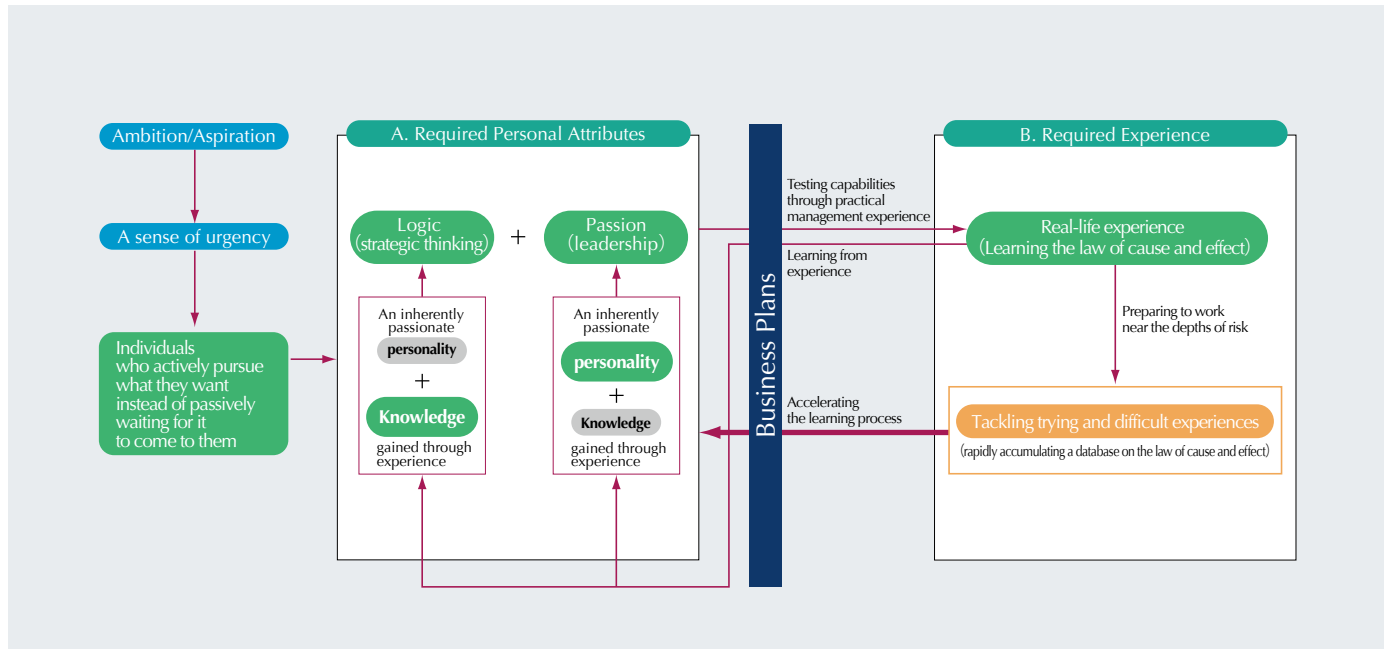 Ambition/Aspiration
A sense of urgency
Individuals
who actively pursue
what they want
instead of passively
waiting for it
to come to them
A. Required Personal Attributes
Logic
(strategic thinking)
+
Passion
(leadership)
An inherently
passionate
personality
+
Knowledge
gained through
experience
An inherently
passionate
personality
+
Knowledge
gained through
experience
Business Plans
Testing capabilities
through practical
management experience
Learning from
experience
Accelerating
the learning process
B. Required Experience
Real-life experience
(Learning the law of cause and effect)
Preparing to work
near the depths of risk
Tackling trying and difficult experiences
(rapidly accumulating a database on the law of cause and effect)